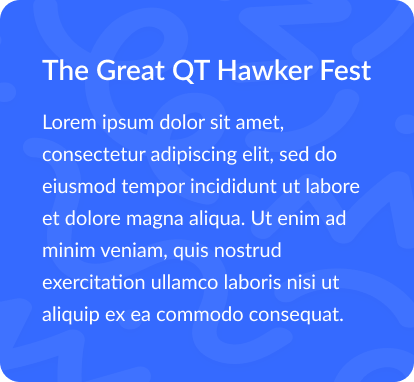 The Great QT Hawker Fest
Lorem ipsum dolor sit amet,
consectetur adipiscing elit, sed do
eiusmod tempor incididunt ut labore
et dolore magna aliqua. Ut enim ad
minim veniam, quis nostrud
exercitation ullamco laboris nisi ut
aliquip ex ea commodo consequat.